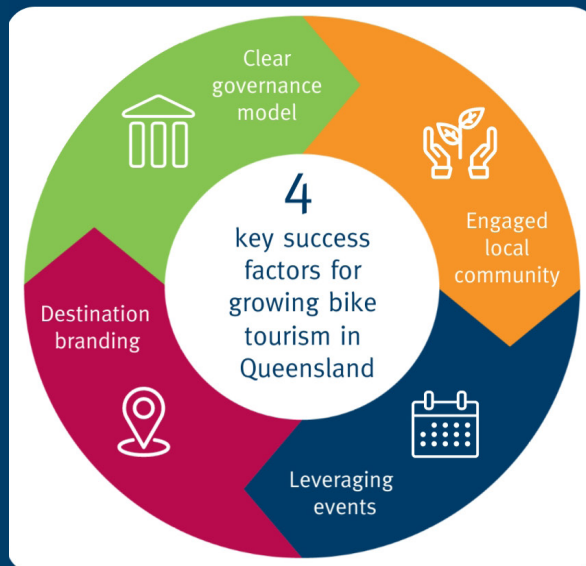 Clear
governance
model
Engaged
local
community
Leveraging
events
Destination
branding
4
key success
factors for
growing bike
tourism in
Queensland